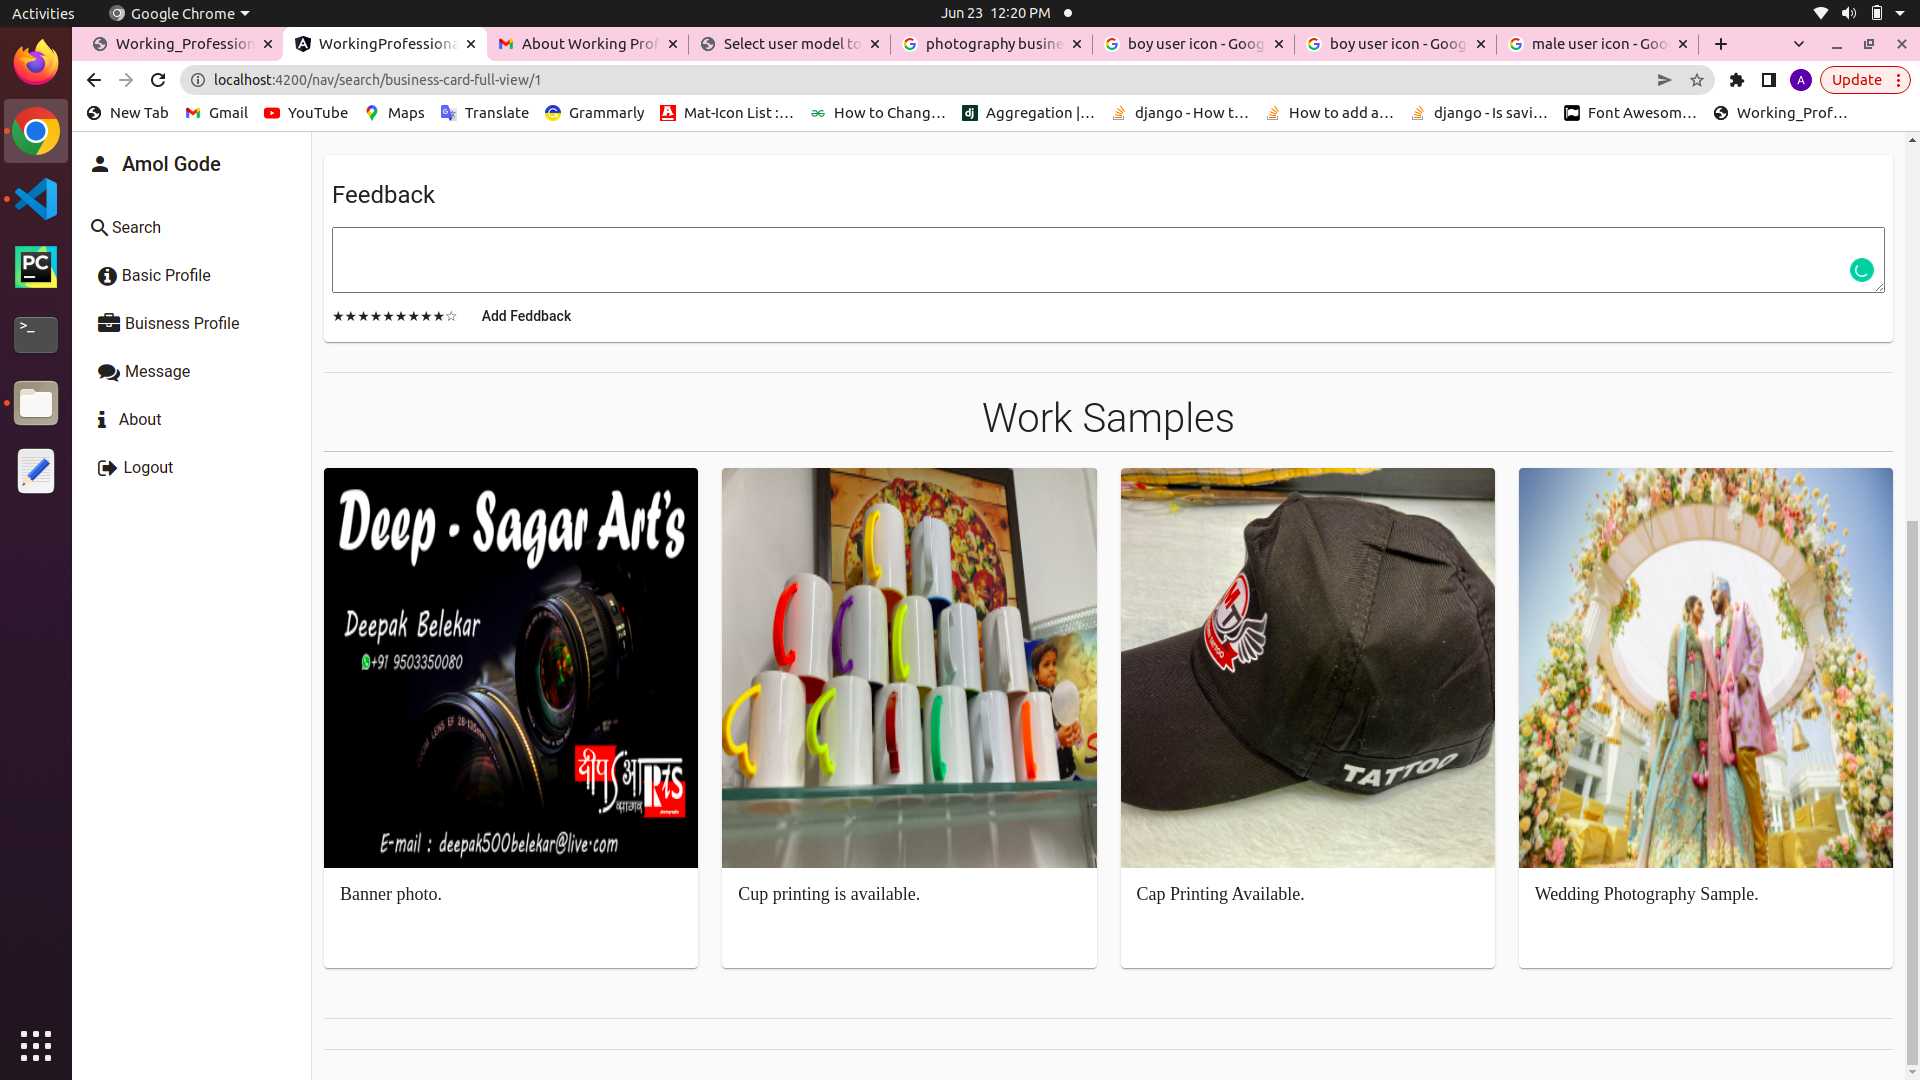 Activities
Google Chrome
Jun 23 12:20 PM
Working_Profession
WorkingProfessiona
About Working Prof
Select user model to
photography busine
boy user icon - Goog
boy user icon - Goog
male user icon - Goo
localhost:4200/nav/search/business-card-full-view/1
A
Update
New Tab
Gmail
YouTube
Maps
Translate
Grammarly
Mat-Icon List :...
How to Chang...
Aggregation |...
django - How t...
How to add a...
django - Is savi...
Font Awesom...
Working_Prof...
Amol Gode
Search
Basic Profile
Buisness Profile
Message
About
Logout
Feedback
★★★★★★★★★☆ Add Feddback
Work Samples
Deep - Sagar Art's
Deepak Belekar
+91 9503350080
दीप आर्RTS
सागर
E-mail : deepak500belekar@live.com
Banner photo.
Cup printing is available.
TATTOO
Cap Printing Available.
Wedding Photography Sample.